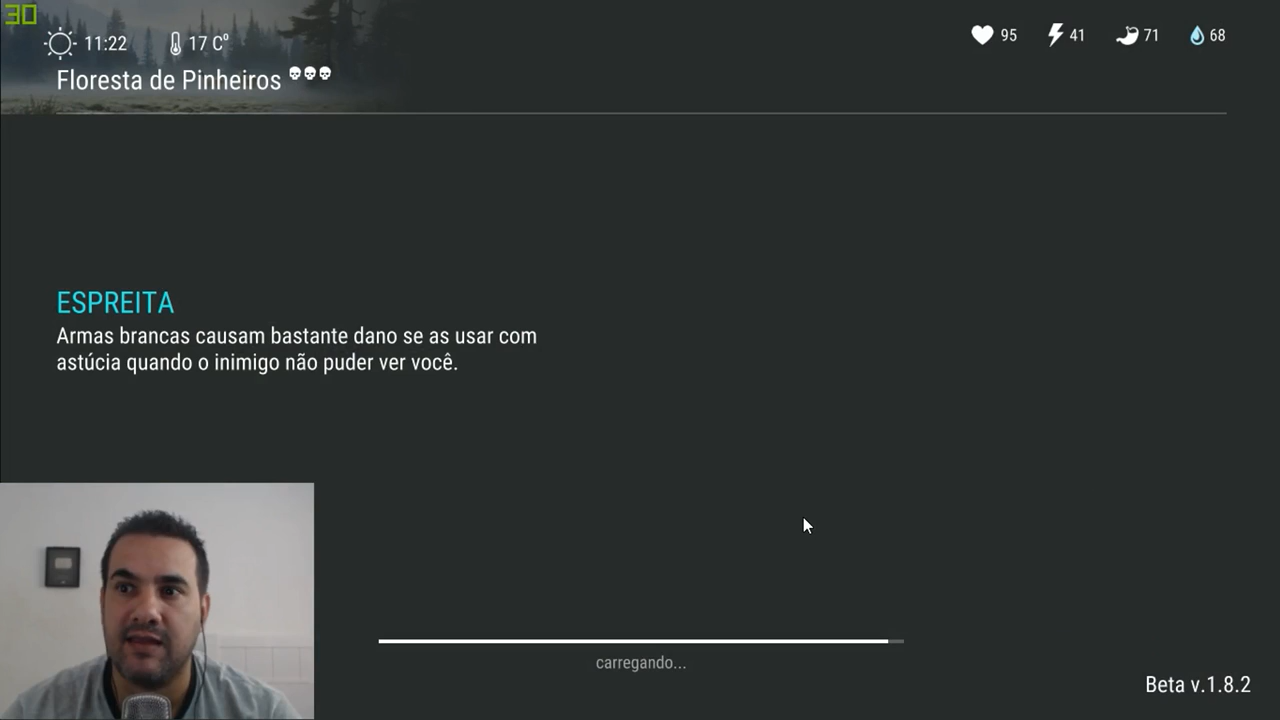 30
11:22 17 Cº
95 41 71 68
Floresta de Pinheiros
ESPREITA
Armas brancas causam bastante dano se as usar com
astúcia quando o inimigo não puder ver você.
carregando...
Beta v.1.8.2